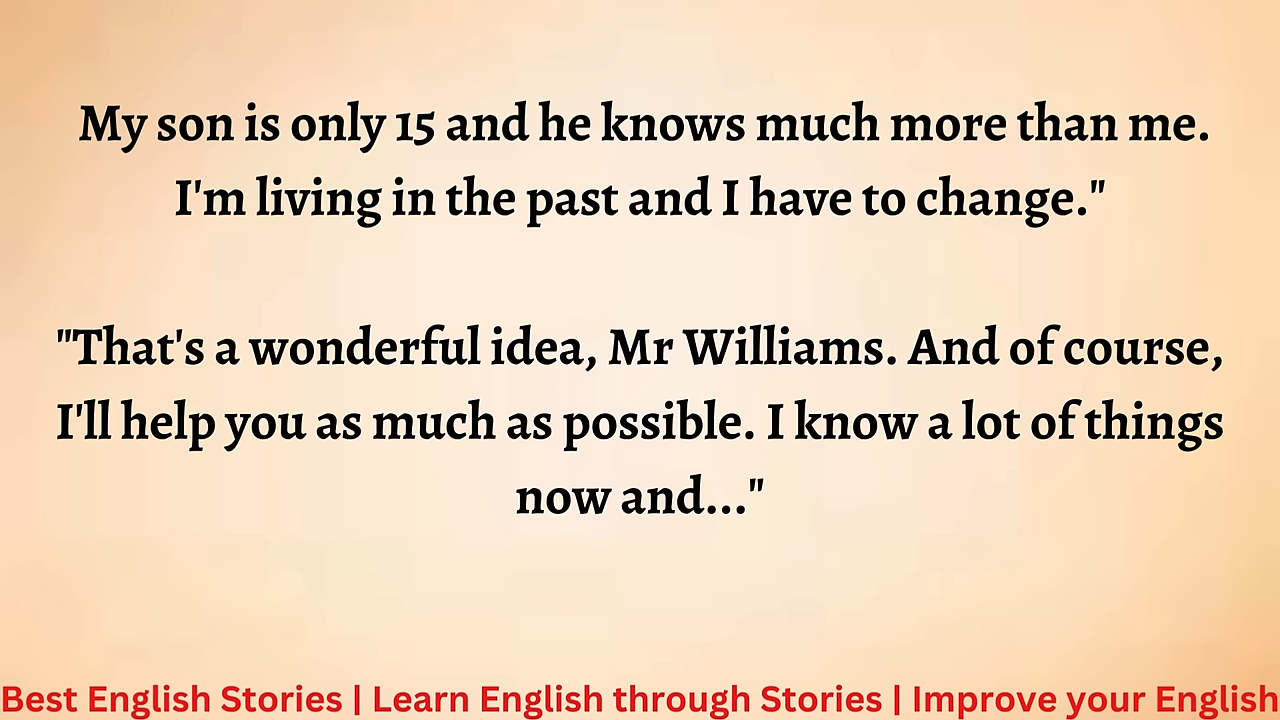 My son is only 15 and he knows much more than me.
I'm living in the past and I have to change."
"That's a wonderful idea, Mr Williams. And of course,
I'll help you as much as possible. I know a lot of things
now and..."
Best English Stories | Learn English through Stories | Improve your English